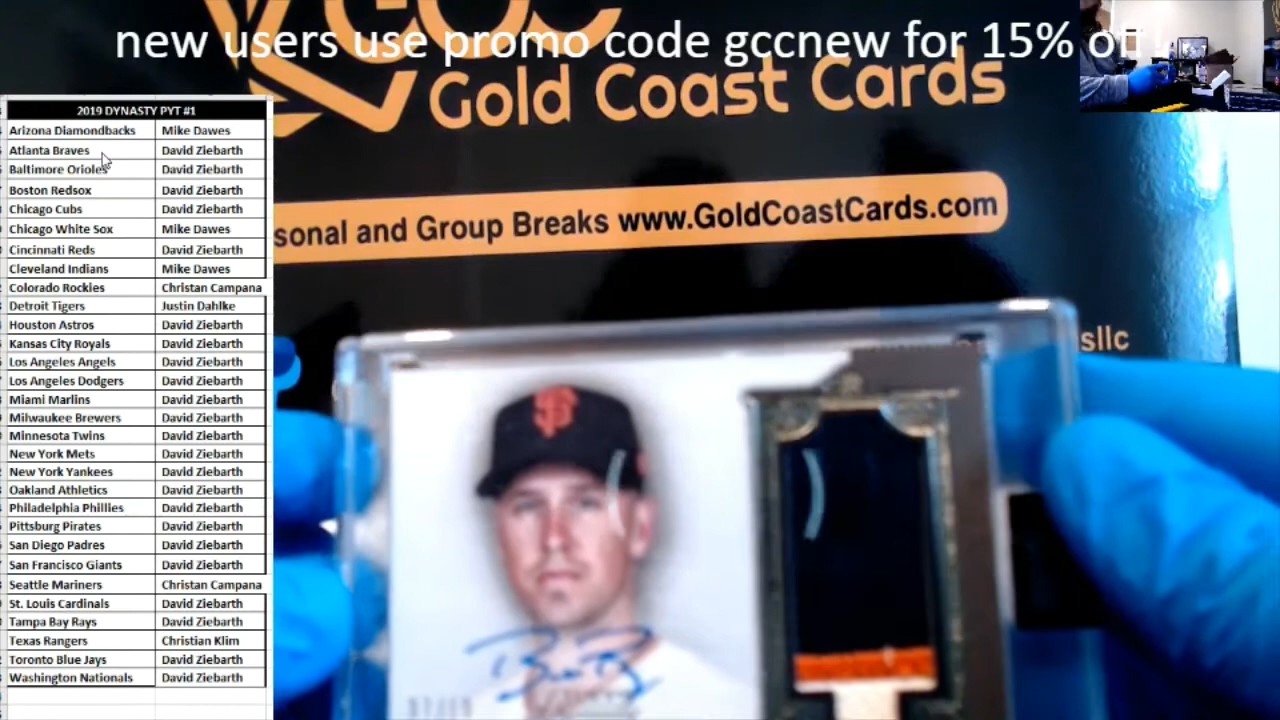 new users use promo code gccnew for 15% off!
Gold Coast Cards
sonal and Group Breaks www.GoldCoastCards.com
sllc
2019 DYNASTY PYT #1
Arizona Diamondbacks Mike Dawes
Atlanta Braves David Ziebarth
Baltimore Orioles David Ziebarth
Boston Redsox David Ziebarth
Chicago Cubs David Ziebarth
Chicago White Sox Mike Dawes
Cincinnati Reds David Ziebarth
Cleveland Indians Mike Dawes
Colorado Rockies Christan Campana
Detroit Tigers Justin Dahlke
Houston Astros David Ziebarth
Kansas City Royals David Ziebarth
Los Angeles Angels David Ziebarth
Los Angeles Dodgers David Ziebarth
Miami Marlins David Ziebarth
Milwaukee Brewers David Ziebarth
Minnesota Twins David Ziebarth
New York Mets David Ziebarth
New York Yankees David Ziebarth
Oakland Athletics David Ziebarth
Philadelphia Phillies David Ziebarth
Pittsburg Pirates David Ziebarth
San Diego Padres David Ziebarth
San Francisco Giants David Ziebarth
Seattle Mariners Christan Campana
St. Louis Cardinals David Ziebarth
Tampa Bay Rays David Ziebarth
Texas Rangers Christian Klim
Toronto Blue Jays David Ziebarth
Washington Nationals David Ziebarth
SF